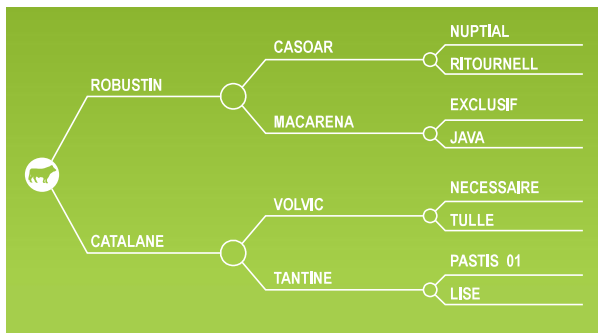 NUPTIAL
CASOAR
RITOURNELL
ROBUSTIN
EXCLUSIF
MACARENA
JAVA
NECESSAIRE
VOLVIC
TULLE
CATALANE
PASTIS 01
TANTINE
LISE